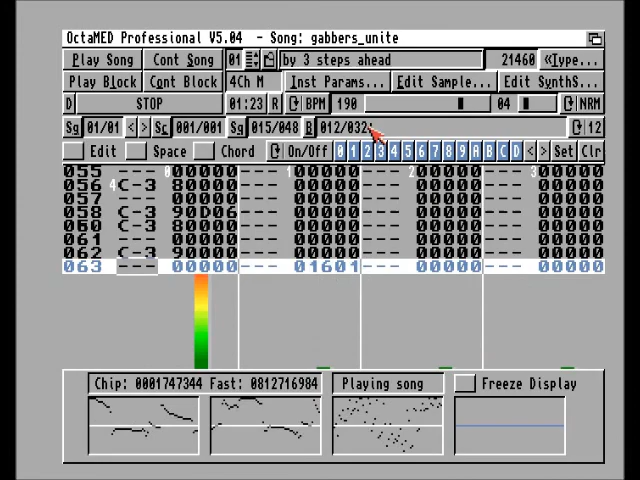 OctaMED Professional V5.04 - Song: gabbers_unite
Play Song Cont Song 01 by 3 steps ahead 21460 «Type...
Play Block Cont Block 4Ch M Inst Params... Edit Sample... Edit SynthS...
D STOP 01:23 R BPM 190 04 NRM
Sg 01/01 < > Sc 001/001 Sq 015/048 B 012/032: 12
Edit Space Chord On/Off 0 1 2 3 4 5 6 7 8 9 A B C D < > Set Clr
055 --- 00000 --- 00000 --- 00000 --- 00000
056 C-3 80000 --- 00000 --- 00000 --- 00000
057 --- 00000 --- 00000 --- 00000 --- 00000
058 C-3 90D06 --- 00000 --- 00000 --- 00000
060 C-3 80000 --- 00000 --- 00000 --- 00000
061 --- 00000 --- 00000 --- 00000 --- 00000
062 C-3 90000 --- 00000 --- 00000 --- 00000
063 --- 00000 --- 01601 --- 00000 --- 00000
Chip: 0001747344 Fast: 0812716984 Playing song Freeze Display